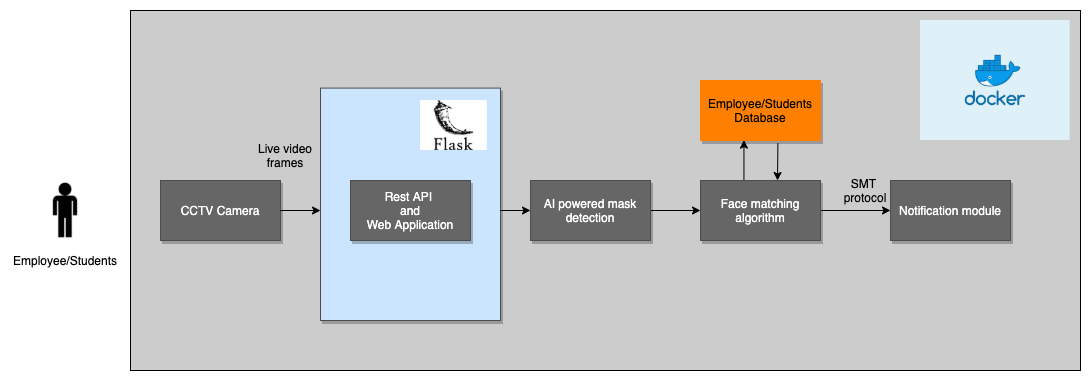 docker
Employee/Students
Database
Flask
Live video
frames
CCTV Camera
Rest API
and
Web Application
AI powered mask
detection
Face matching
algorithm
SMT
protocol
Notification module
Employee/Students